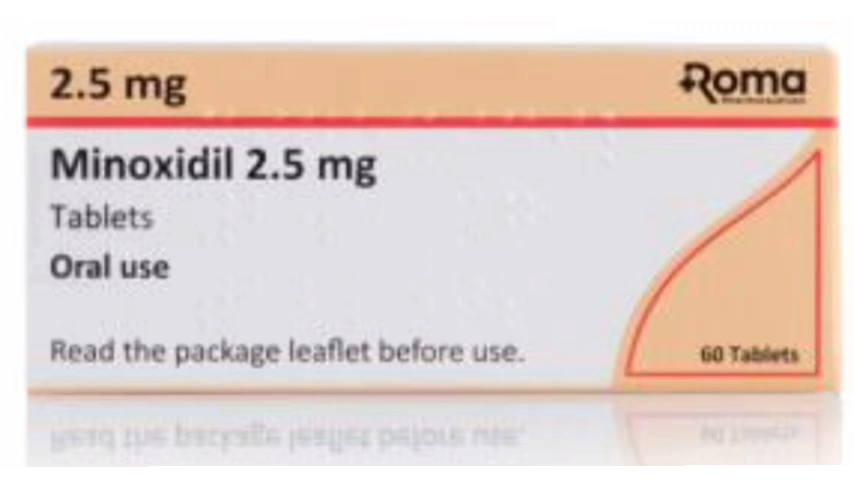 2.5 mg
Roma
Pharmaceuticals
Minoxidil 2.5 mg
Tablets
Oral use
Read the package leaflet before use.
60 Tablets